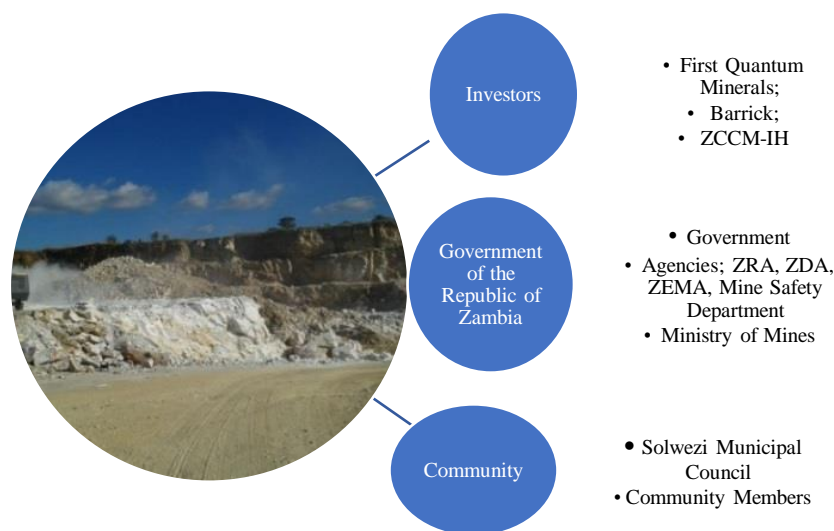 Investors
• First Quantum
Minerals;
• Barrick;
• ZCCM-IH
Government
of the
Republic of
Zambia
• Government
• Agencies; ZRA, ZDA,
ZEMA, Mine Safety
Department
• Ministry of Mines
Community
• Solwezi Municipal
Council
• Community Members